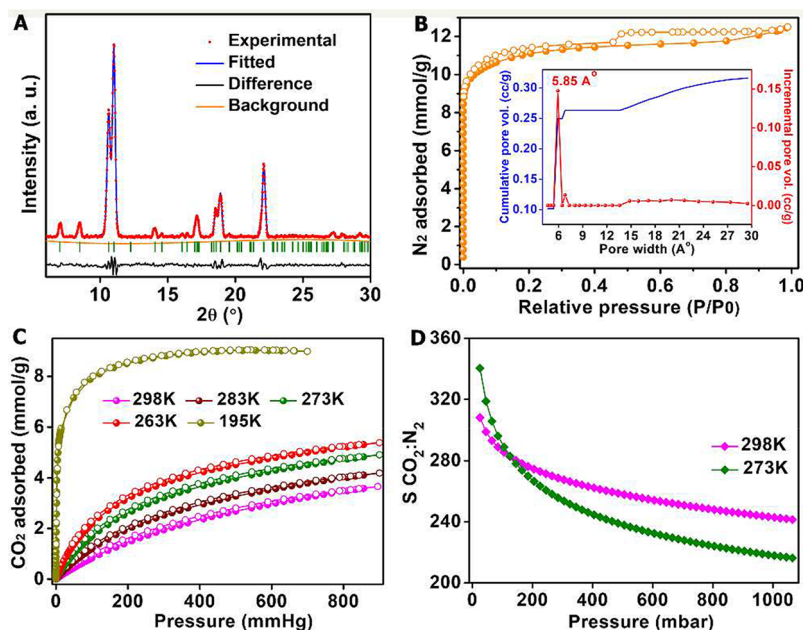 A
Experimental
Fitted
Difference
Background
Intensity (a. u.)
10 15 20 25 30
2θ (°)
B
N2 adsorbed (mmol/g)
14
12
10
8
6
4
2
0
0.0 0.2 0.4 0.6 0.8 1.0
Relative pressure (P/P0)
5.85 A°
Cumulative pore vol. (cc/g)
0.30
0.25
0.20
0.15
0.10
Incremental pore vol. (cc/g)
0.15
0.10
0.05
0.00
6 9 12 15 18 21 24 27 30
Pore width (A°)
C
CO2 adsorbed (mmol/g)
8
6
4
2
0
298K 283K 273K
263K 195K
0 200 400 600 800
Pressure (mmHg)
D
S CO2:N2
360
320
280
240
200
298K
273K
0 200 400 600 800 1000
Pressure (mbar)